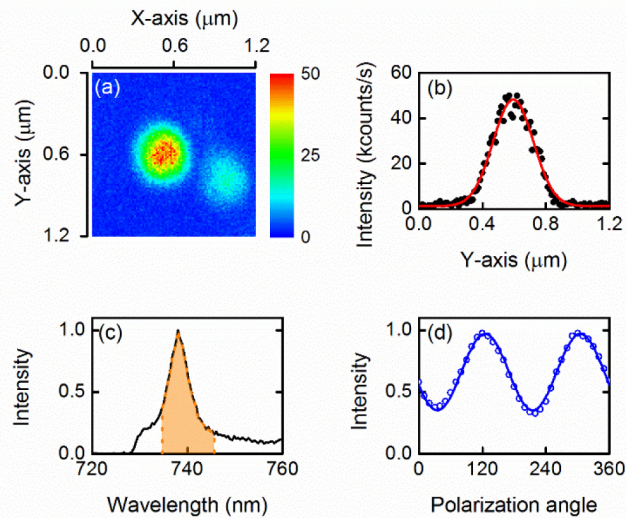 X-axis (μm)
0.0 0.6 1.2
0.0
0.6
1.2
Y-axis (μm)
(a)
50
25
0
60
40
20
0
Intensity (kcounts/s)
(b)
0.0 0.4 0.8 1.2
Y-axis (μm)
1.0
0.5
0.0
Intensity
(c)
720 740 760
Wavelength (nm)
1.0
0.5
0.0
Intensity
(d)
0 120 240 360
Polarization angle